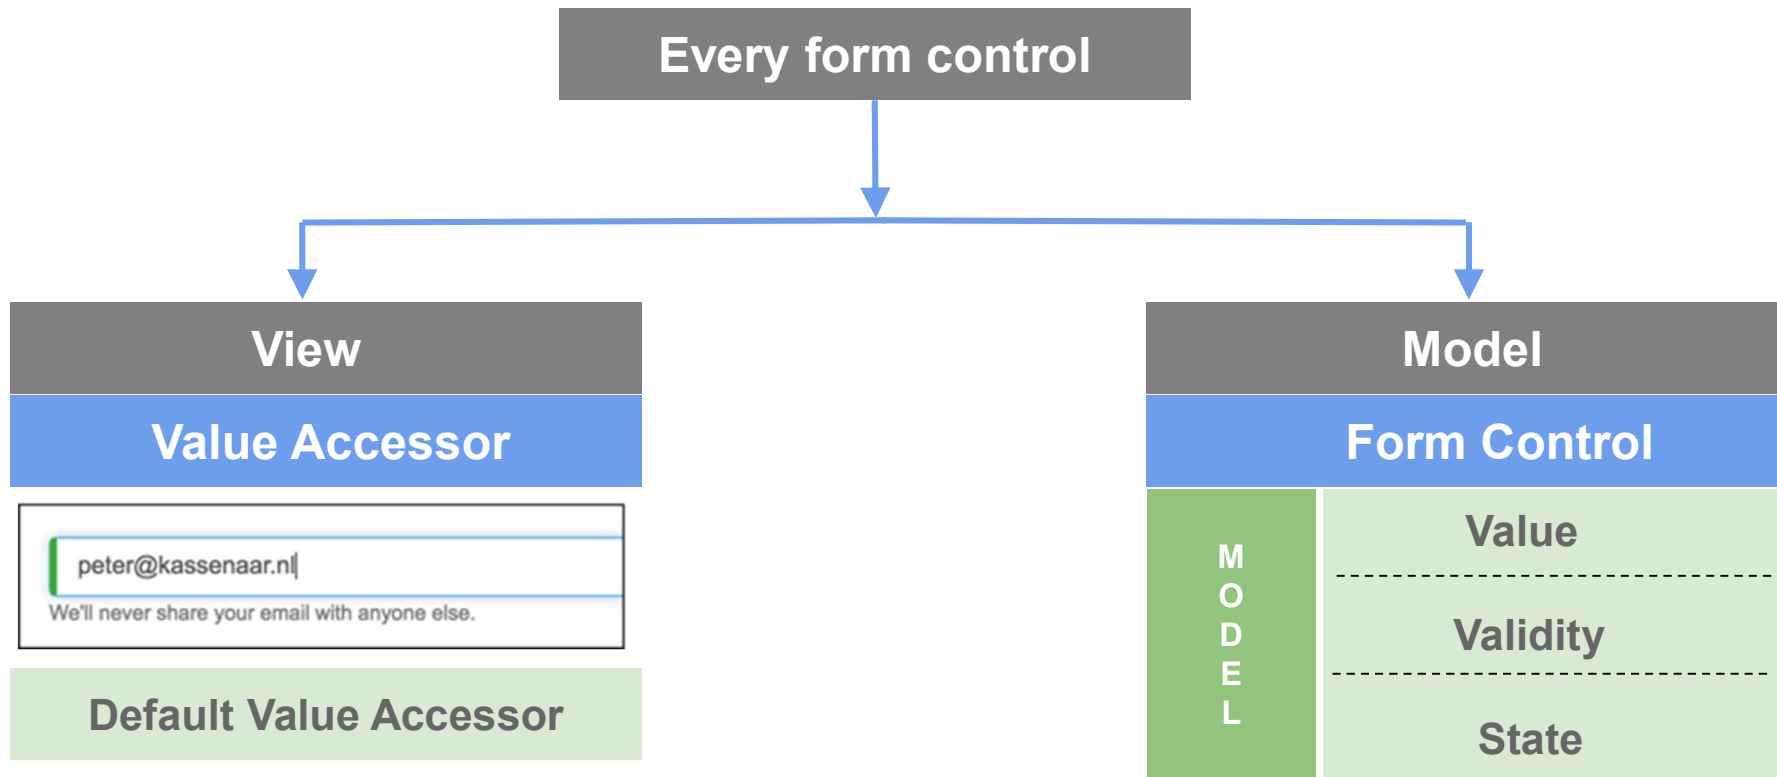 Every form control
View
Model
Value Accessor
Form Control
peter@kassenaar.nl
We'll never share your email with anyone else.
Default Value Accessor
MODEL
Value
Validity
State